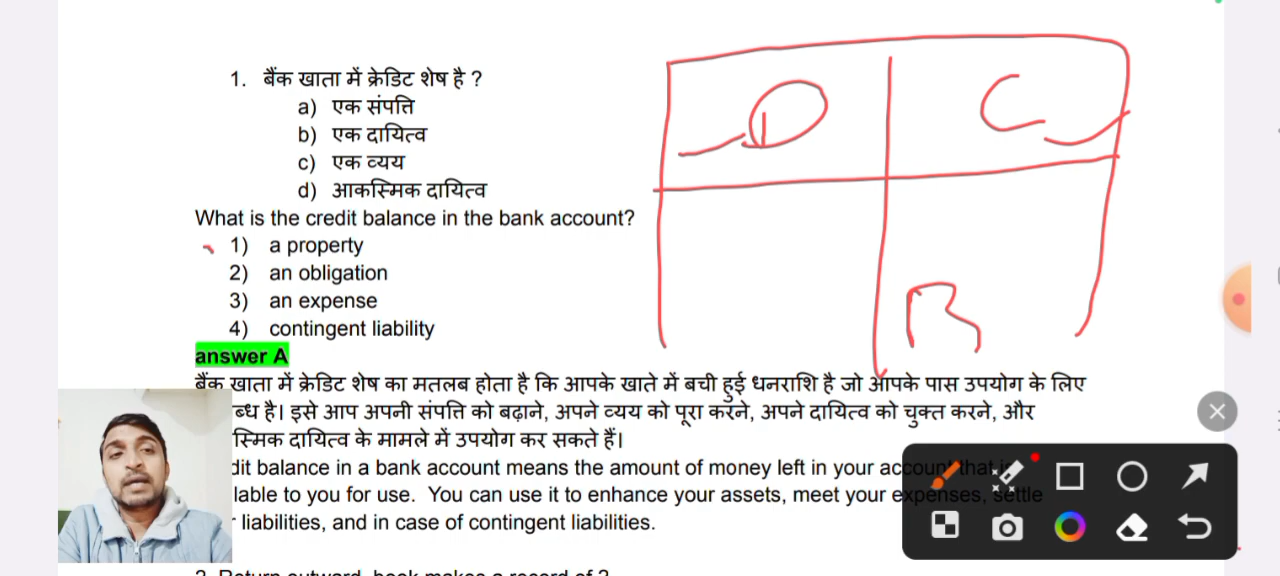 1. बैंक खाता में क्रेडिट शेष है ?
a) एक संपत्ति
b) एक दायित्व
c) एक व्यय
d) आकस्मिक दायित्व
What is the credit balance in the bank account?
1) a property
2) an obligation
3) an expense
4) contingent liability
answer A
D C
B
बैंक खाता में क्रेडिट शेष का मतलब होता है कि आपके खाते में बची हुई धनराशि है जो आपके पास उपयोग के लिए
ब्ध है। इसे आप अपनी संपत्ति को बढ़ाने, अपने व्यय को पूरा करने, अपने दायित्व को चुक्त करने, और
स्मिक दायित्व के मामले में उपयोग कर सकते हैं।
dit balance in a bank account means the amount of money left in your account that
lable to you for use. You can use it to enhance your assets, meet your expenses, settle
liabilities, and in case of contingent liabilities.